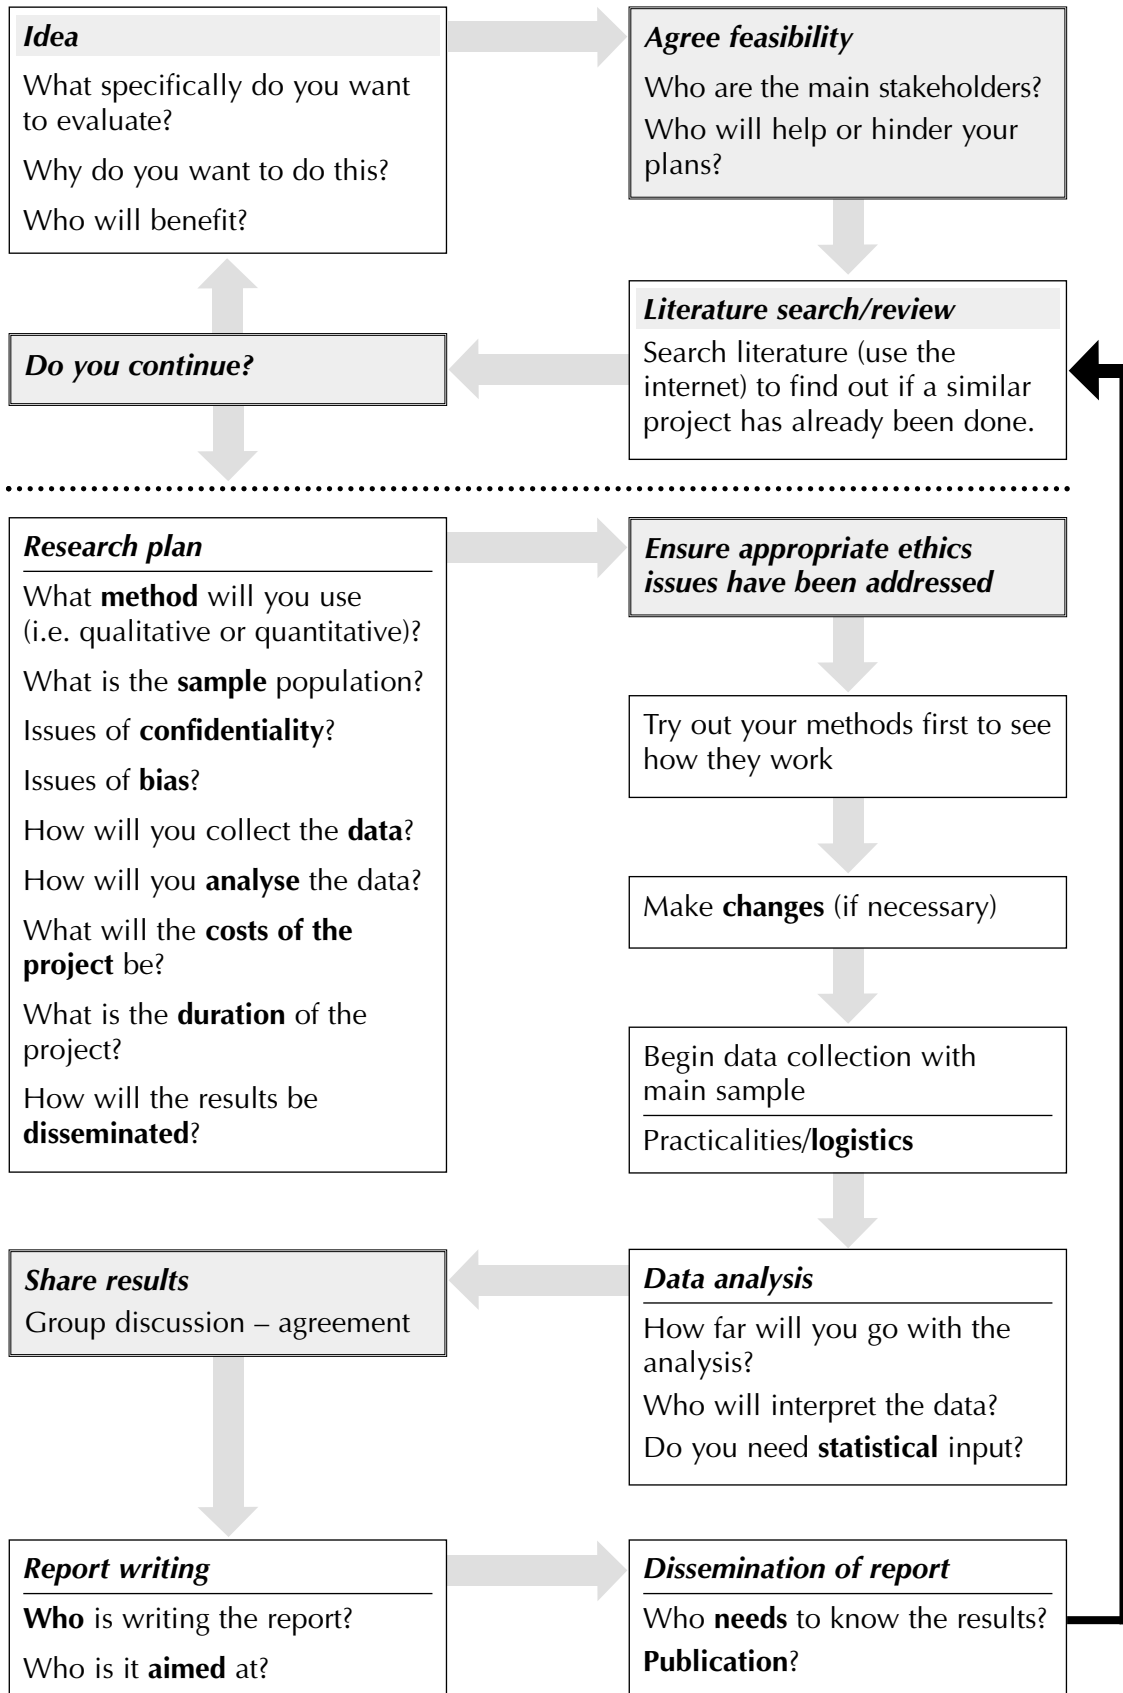 Idea
What specifically do you want
to evaluate?
Why do you want to do this?
Who will benefit?
Agree feasibility
Who are the main stakeholders?
Who will help or hinder your
plans?
Literature search/review
Search literature (use the
internet) to find out if a similar
project has already been done.
Do you continue?
Research plan
What method will you use
(i.e. qualitative or quantitative)?
What is the sample population?
Issues of confidentiality?
Issues of bias?
How will you collect the data?
How will you analyse the data?
What will the costs of the
project be?
What is the duration of the
project?
How will the results be
disseminated?
Ensure appropriate ethics
issues have been addressed
Try out your methods first to see
how they work
Make changes (if necessary)
Begin data collection with
main sample
Practicalities/logistics
Data analysis
How far will you go with the
analysis?
Who will interpret the data?
Do you need statistical input?
Share results
Group discussion – agreement
Report writing
Who is writing the report?
Who is it aimed at?
Dissemination of report
Who needs to know the results?
Publication?